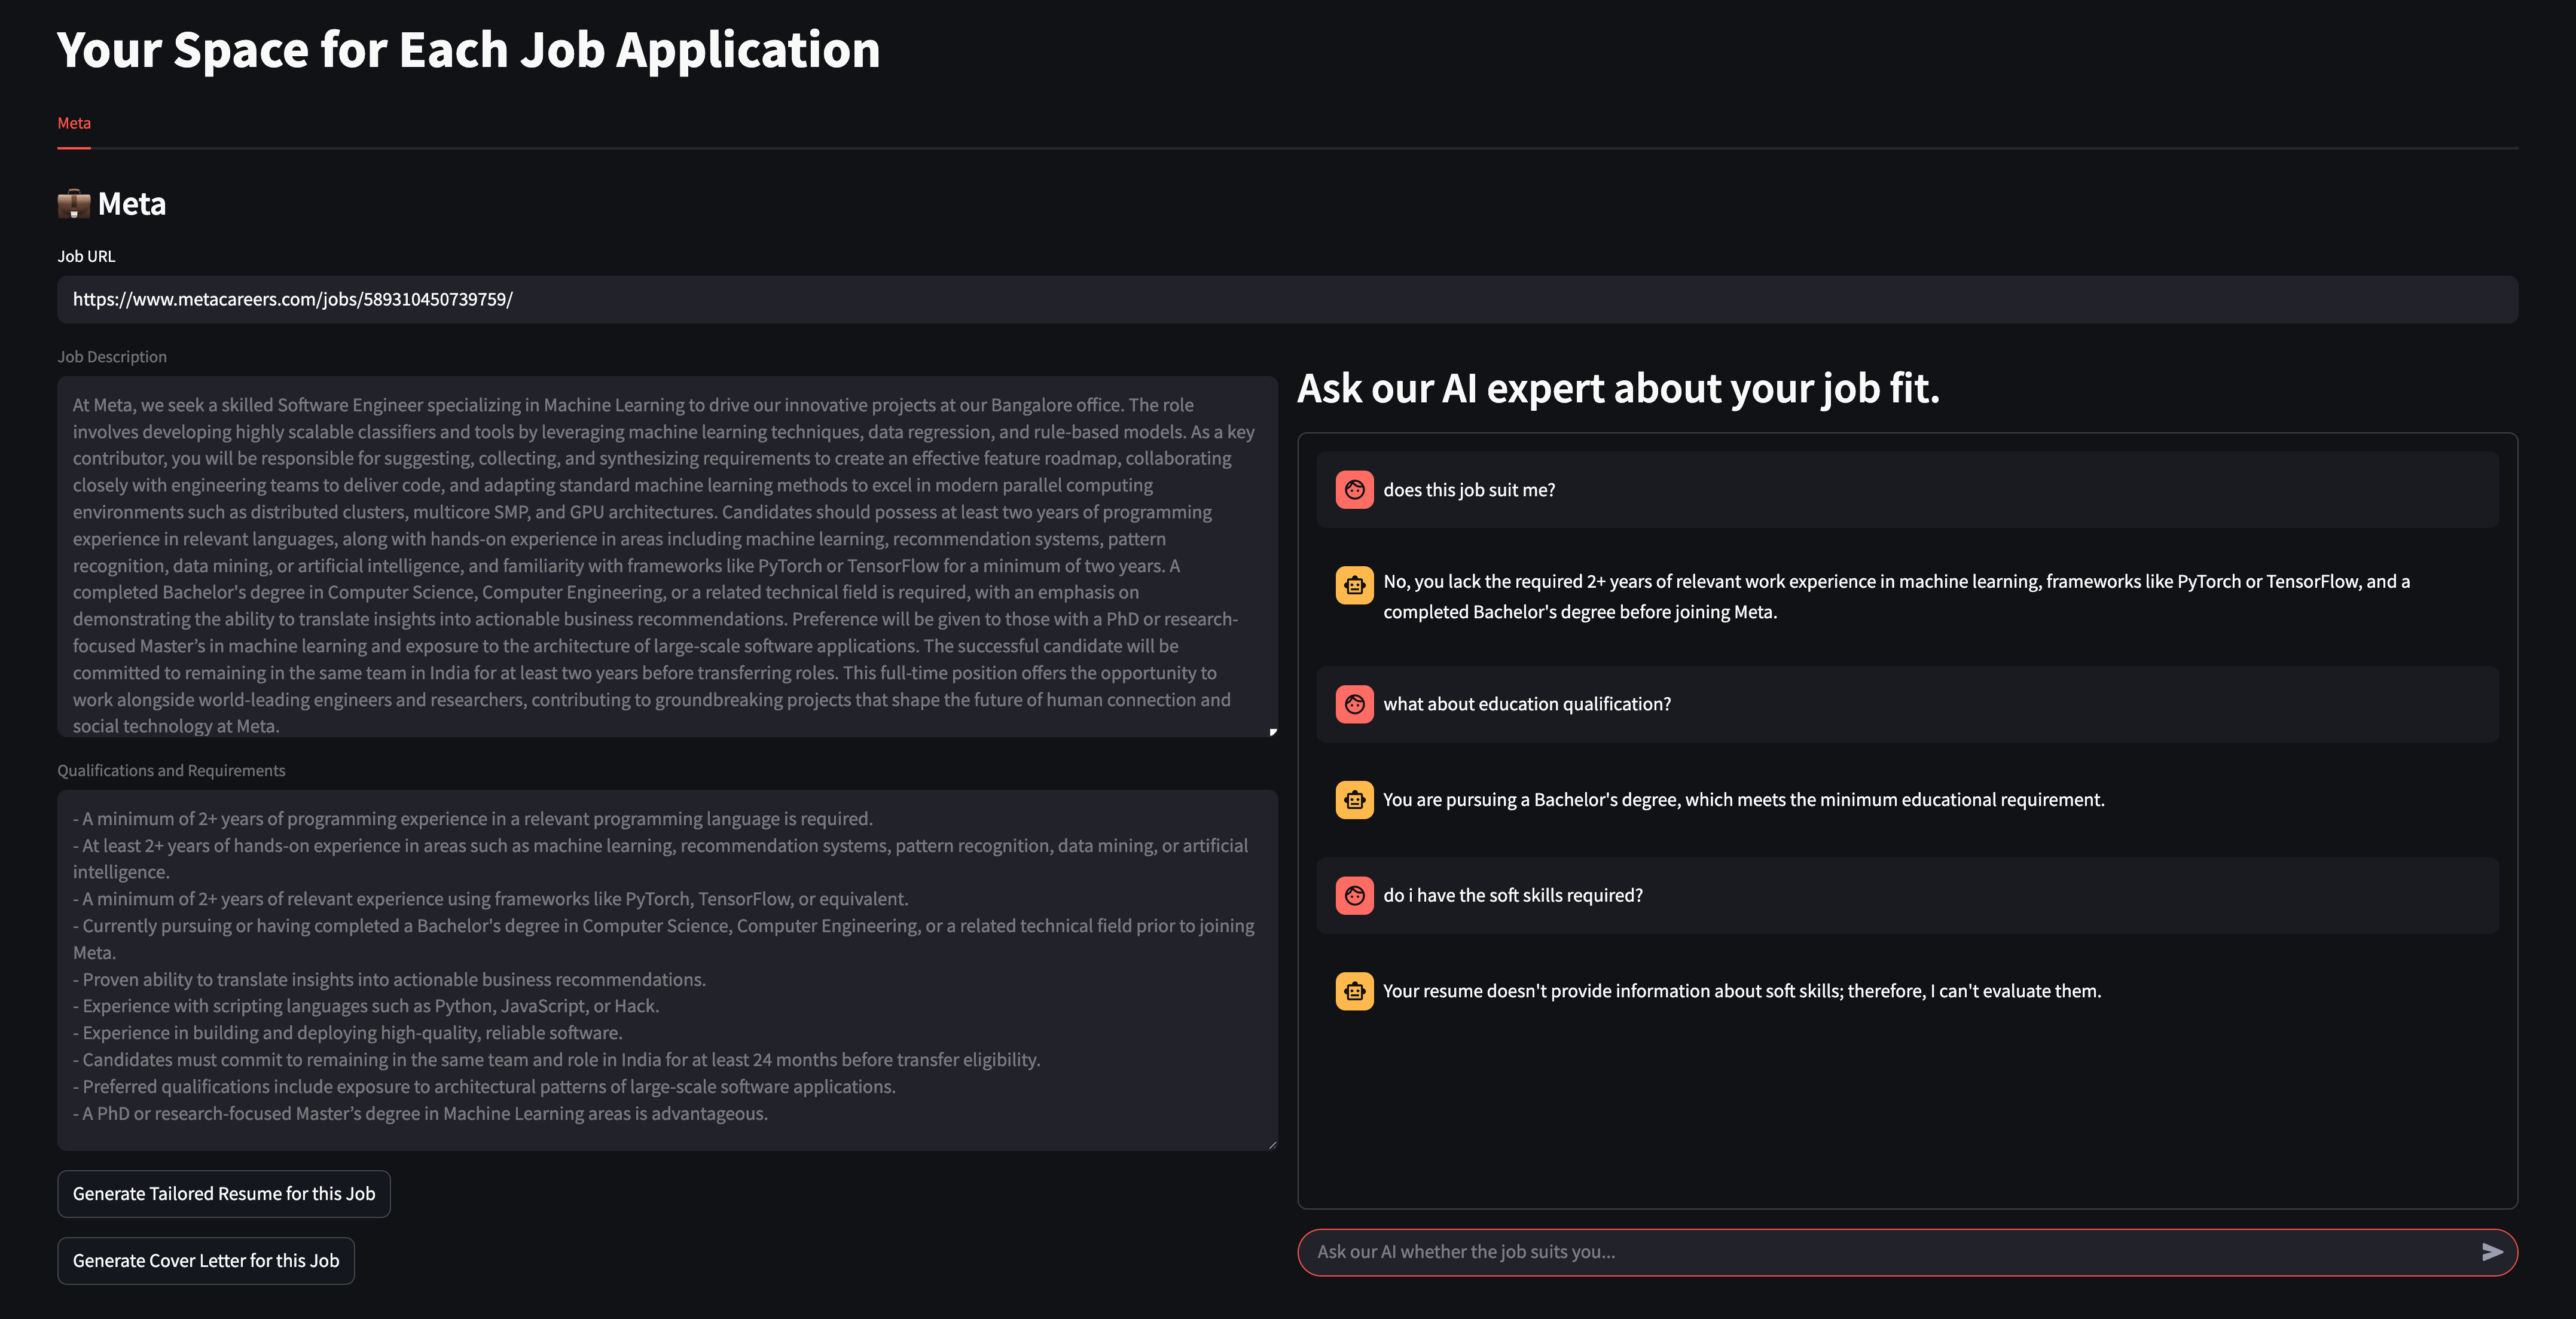 Your Space for Each Job Application
Meta
Meta
Job URL
https://www.metacareers.com/jobs/589310450739759/
Job Description
At Meta, we seek a skilled Software Engineer specializing in Machine Learning to drive our innovative projects at our Bangalore office. The role
involves developing highly scalable classifiers and tools by leveraging machine learning techniques, data regression, and rule-based models. As a key
contributor, you will be responsible for suggesting, collecting, and synthesizing requirements to create an effective feature roadmap, collaborating
closely with engineering teams to deliver code, and adapting standard machine learning methods to excel in modern parallel computing
environments such as distributed clusters, multicore SMP, and GPU architectures. Candidates should possess at least two years of programming
experience in relevant languages, along with hands-on experience in areas including machine learning, recommendation systems, pattern
recognition, data mining, or artificial intelligence, and familiarity with frameworks like PyTorch or TensorFlow for a minimum of two years. A
completed Bachelor's degree in Computer Science, Computer Engineering, or a related technical field is required, with an emphasis on
demonstrating the ability to translate insights into actionable business recommendations. Preference will be given to those with a PhD or research-
focused Master’s in machine learning and exposure to the architecture of large-scale software applications. The successful candidate will be
committed to remaining in the same team in India for at least two years before transferring roles. This full-time position offers the opportunity to
work alongside world-leading engineers and researchers, contributing to groundbreaking projects that shape the future of human connection and
social technology at Meta.
Qualifications and Requirements
- A minimum of 2+ years of programming experience in a relevant programming language is required.
- At least 2+ years of hands-on experience in areas such as machine learning, recommendation systems, pattern recognition, data mining, or artificial
intelligence.
- A minimum of 2+ years of relevant experience using frameworks like PyTorch, TensorFlow, or equivalent.
- Currently pursuing or having completed a Bachelor's degree in Computer Science, Computer Engineering, or a related technical field prior to joining
Meta.
- Proven ability to translate insights into actionable business recommendations.
- Experience with scripting languages such as Python, JavaScript, or Hack.
- Experience in building and deploying high-quality, reliable software.
- Candidates must commit to remaining in the same team and role in India for at least 24 months before transfer eligibility.
- Preferred qualifications include exposure to architectural patterns of large-scale software applications.
- A PhD or research-focused Master’s degree in Machine Learning areas is advantageous.
Generate Tailored Resume for this Job
Generate Cover Letter for this Job
Ask our AI expert about your job fit.
does this job suit me?
No, you lack the required 2+ years of relevant work experience in machine learning, frameworks like PyTorch or TensorFlow, and a
completed Bachelor's degree before joining Meta.
what about education qualification?
You are pursuing a Bachelor's degree, which meets the minimum educational requirement.
do i have the soft skills required?
Your resume doesn't provide information about soft skills; therefore, I can't evaluate them.
Ask our AI whether the job suits you...